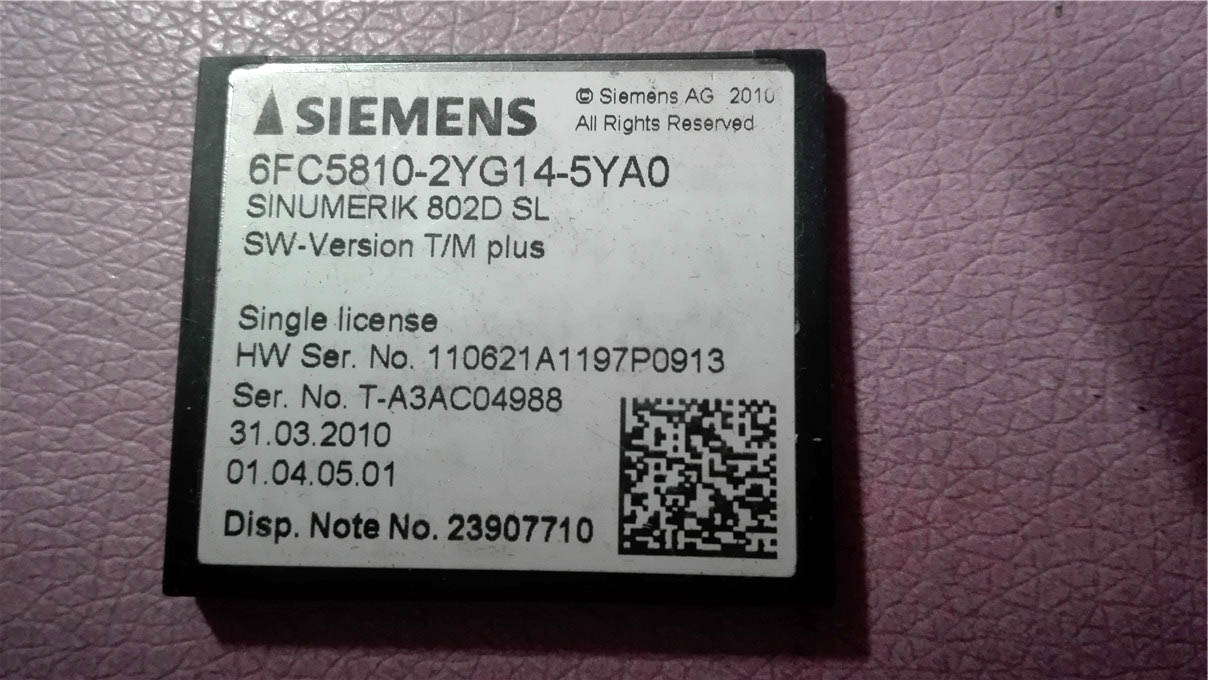 SIEMENS
© Siemens AG 2010
All Rights Reserved
6FC5810-2YG14-5YA0
SINUMERIK 802D SL
SW-Version T/M plus
Single license
HW Ser. No. 110621A1197P0913
Ser. No. T-A3AC04988
31.03.2010
01.04.05.01
Disp. Note No. 23907710